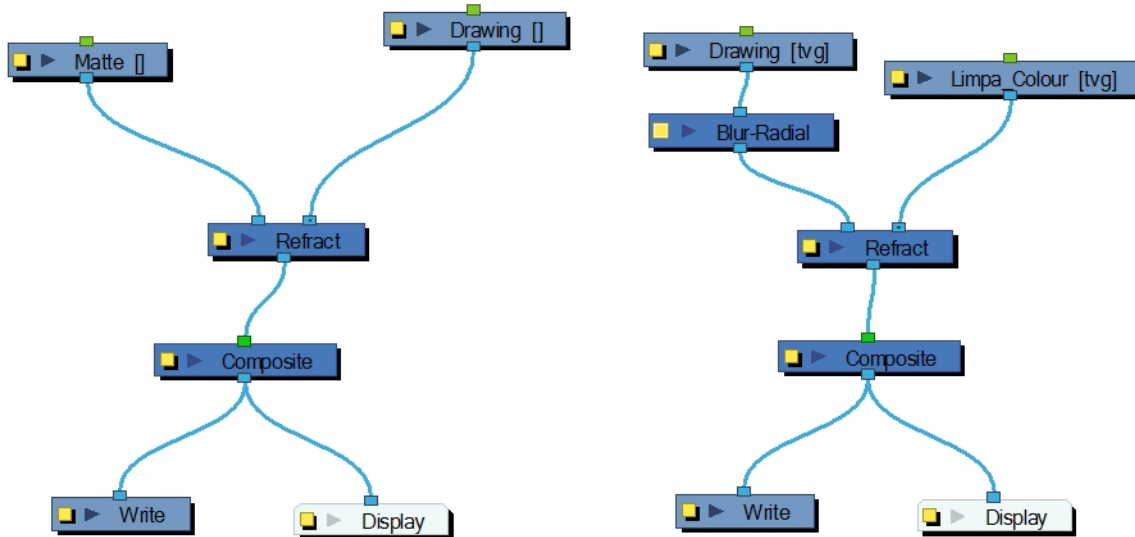 Matte []
Drawing []
Refract
Composite
Write
Display
Drawing [tvg]
Limpa_Colour [tvg]
Blur-Radial
Refract
Composite
Write
Display